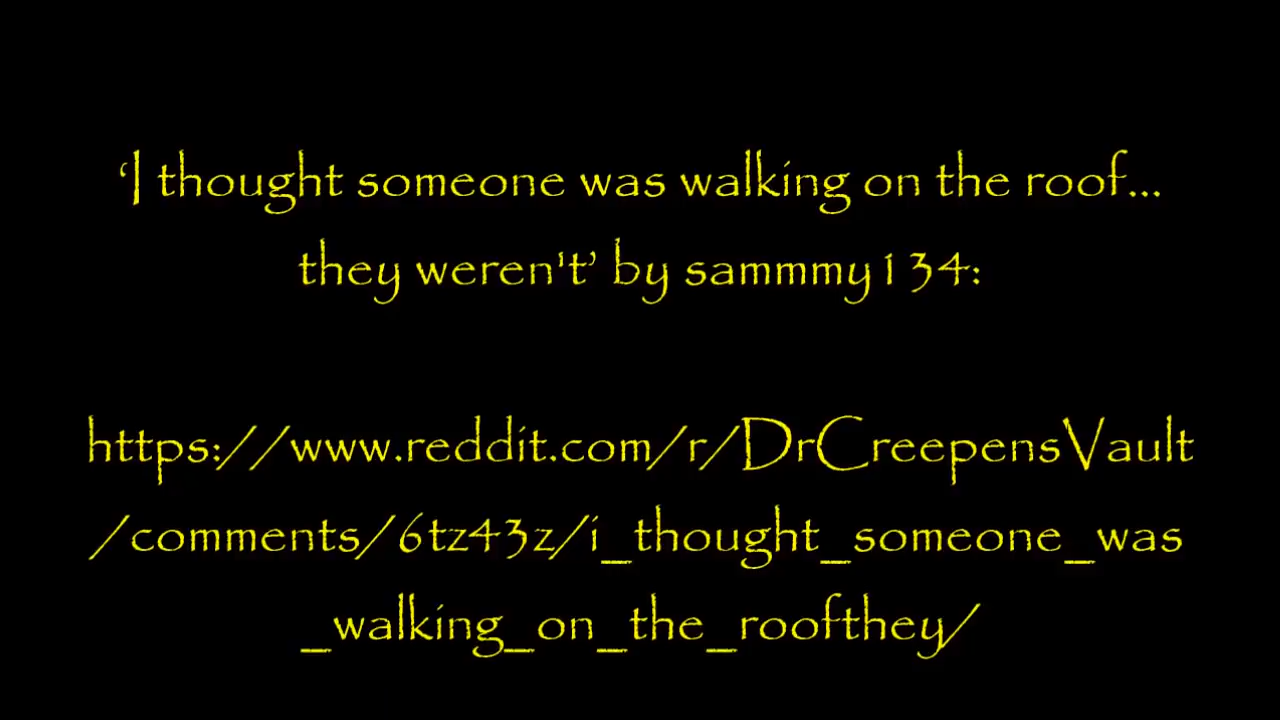 ‘I thought someone was walking on the roof...
they weren't’ by sammmy134:
https://www.reddit.com/r/DrCreepensVault
/comments/6tz43z/i_thought_someone_was
_walking_on_the_roofthey/